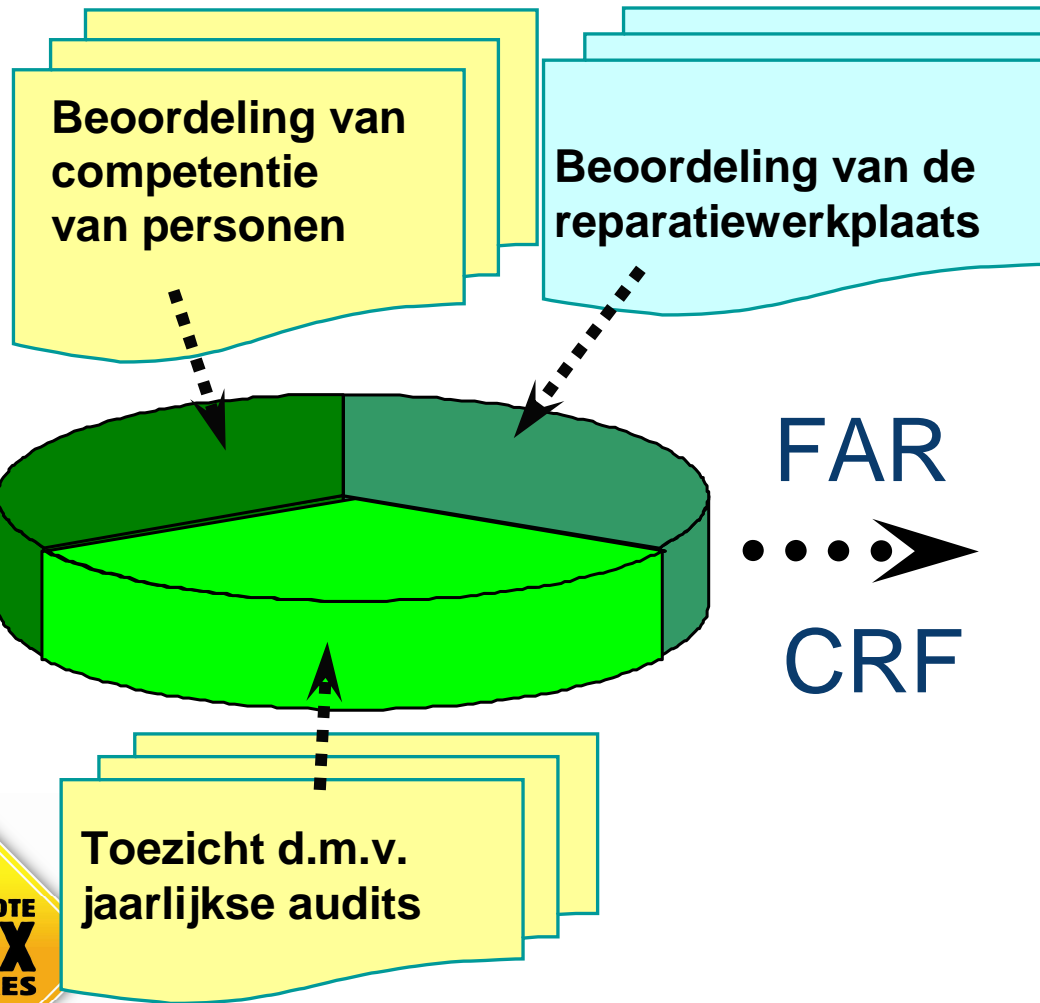 Beoordeling van
competentie
van personen
Beoordeling van de
reparatiewerkplaats
FAR
CRF
Toezicht d.m.v.
jaarlijkse audits